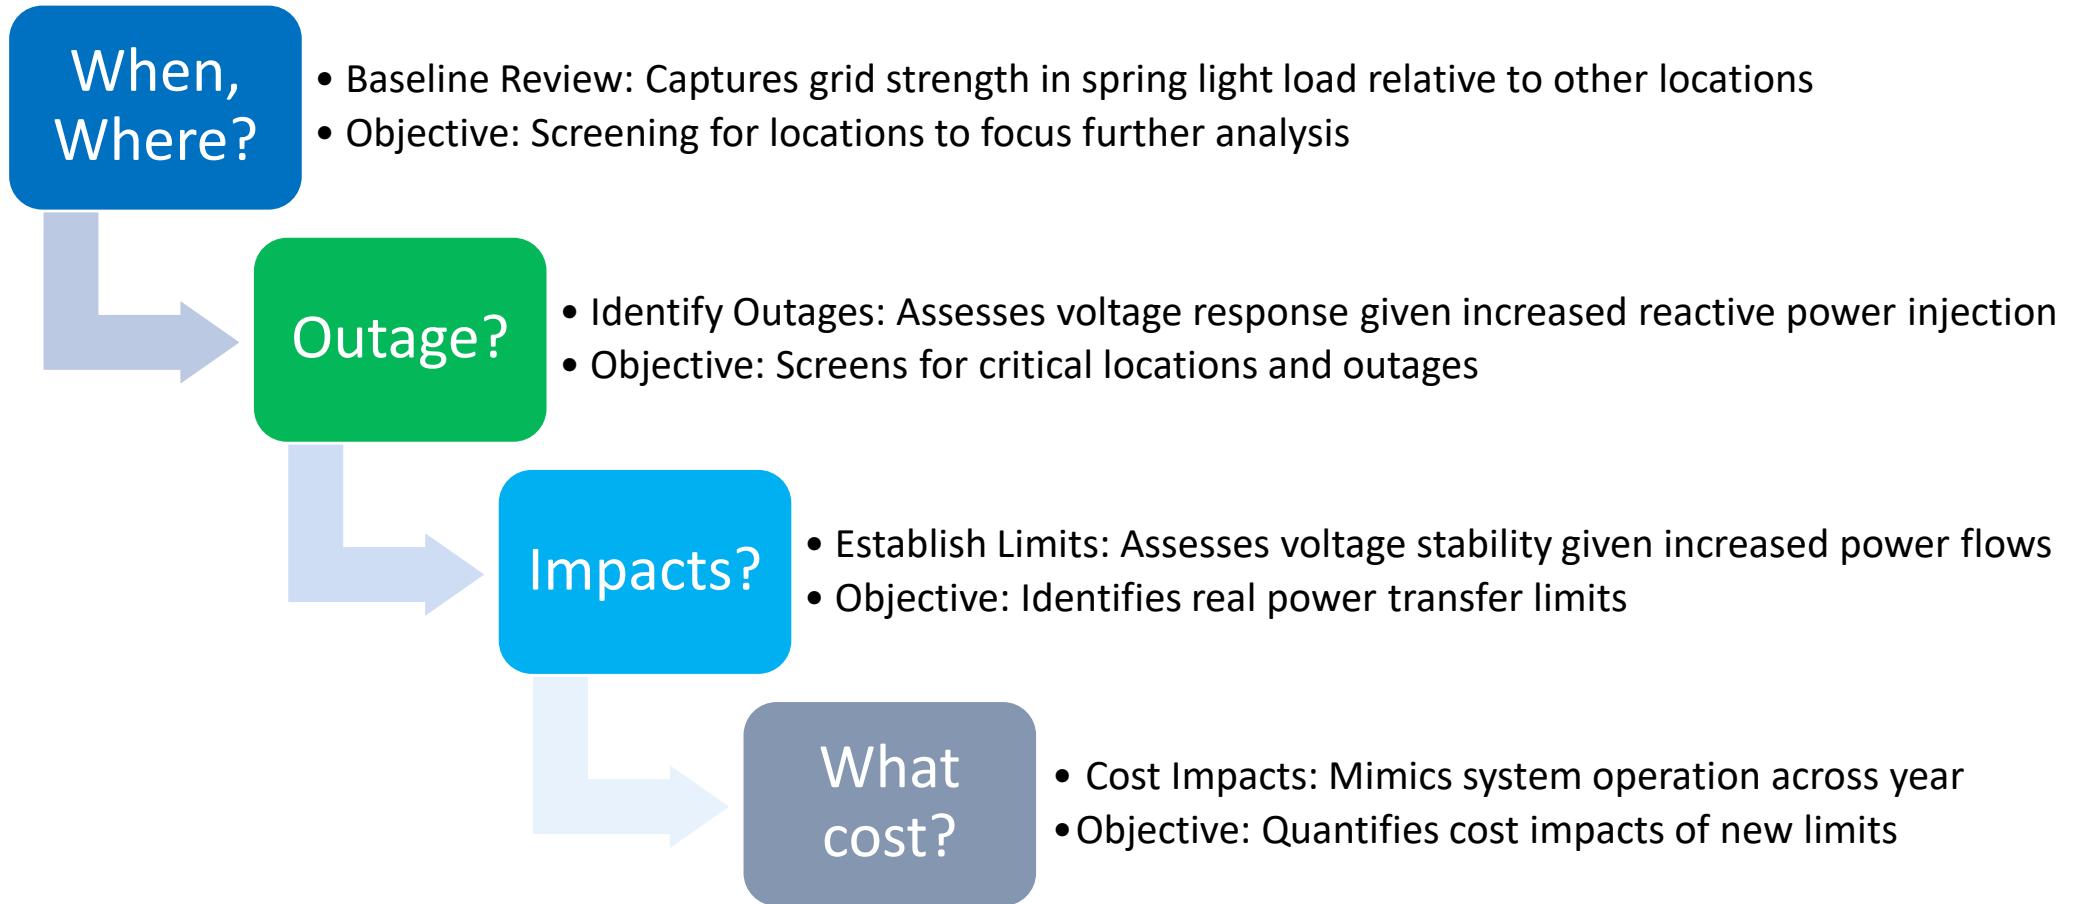 When,
Where?
• Baseline Review: Captures grid strength in spring light load relative to other locations
• Objective: Screening for locations to focus further analysis
Outage?
• Identify Outages: Assesses voltage response given increased reactive power injection
• Objective: Screens for critical locations and outages
Impacts?
• Establish Limits: Assesses voltage stability given increased power flows
• Objective: Identifies real power transfer limits
What
cost?
• Cost Impacts: Mimics system operation across year
•Objective: Quantifies cost impacts of new limits